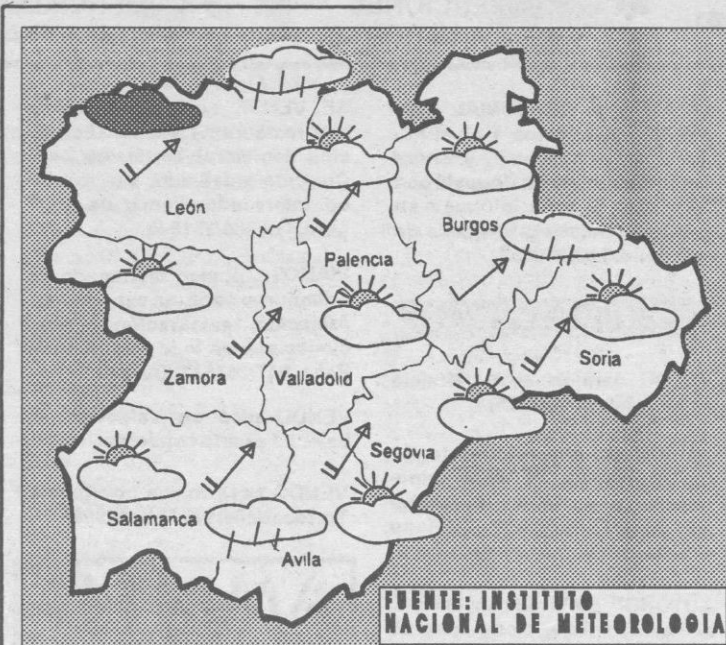 León
Burgos
Palencia
Soria
Zamora
Valladolid
Segovia
Salamanca
Avila
FUENTE: INSTITUTO
NACIONAL DE METEOROLOGIA